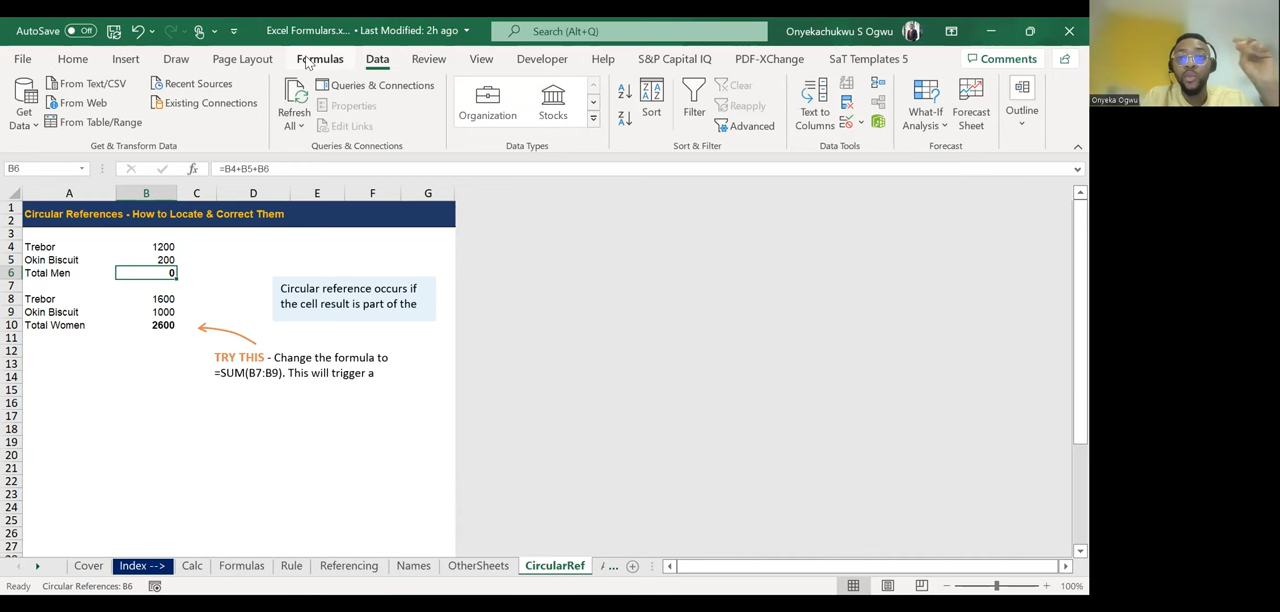 AutoSave Off Excel Formulars.x... • Last Modified: 2h ago Search (Alt+Q) Onyekachukwu S Ogwu
File Home Insert Draw Page Layout Formulas Data Review View Developer Help S&P Capital IQ PDF-XChange SaT Templates 5 Comments
Get Data
From Text/CSV
From Web
From Table/Range
Recent Sources
Existing Connections
Get & Transform Data
Refresh All
Queries & Connections
Properties
Edit Links
Queries & Connections
Organization Stocks
Data Types
Sort
Filter
Clear
Reapply
Advanced
Sort & Filter
Text to Columns
Data Tools
What-If Analysis
Forecast Sheet
Forecast
Outline
Onyeka Ogwu
B6 fx =B4+B5+B6
A B C D E F G
1 Circular References - How to Locate & Correct Them
2
3
4 Trebor 1200
5 Okin Biscuit 200
6 Total Men 0
7
8 Trebor 1600
9 Okin Biscuit 1000
10 Total Women 2600
11
12
13
14
15
16
17
18
19
20
21
22
23
24
25
26
27
Circular reference occurs if
the cell result is part of the
TRY THIS - Change the formula to
=SUM(B7:B9). This will trigger a
Cover Index --> Calc Formulas Rule Referencing Names OtherSheets CircularRef ...
Ready Circular References: B6 100%